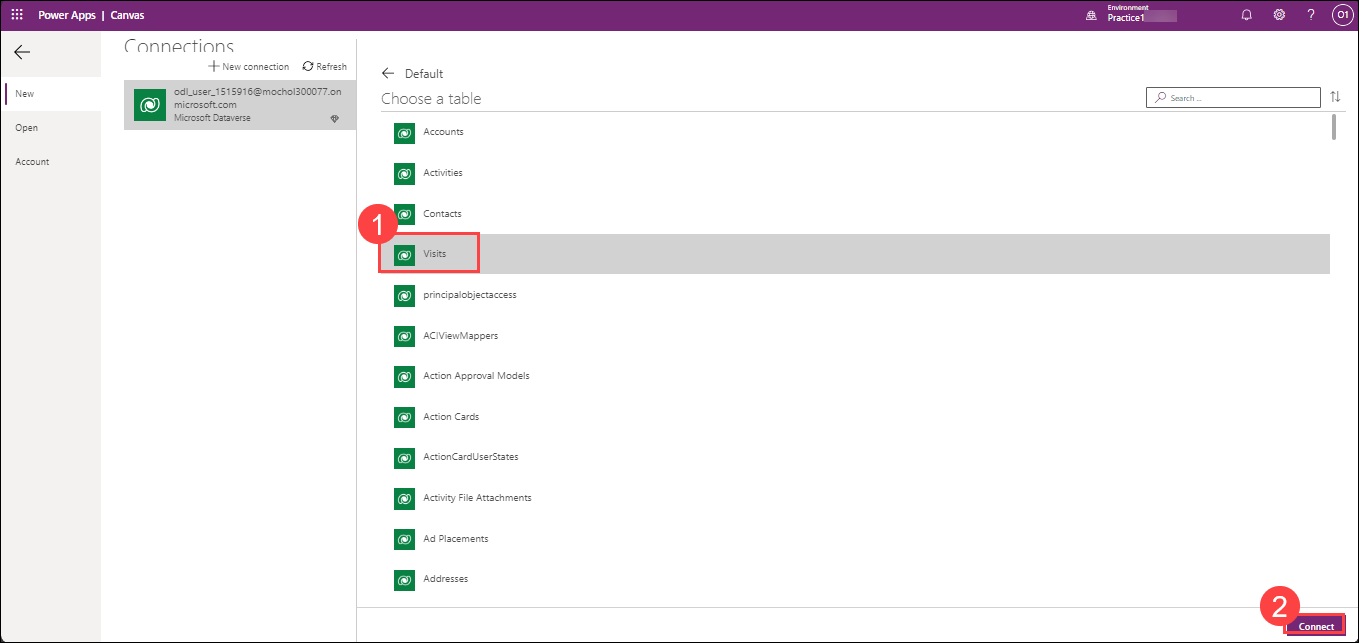 Power Apps | Canvas
Environment
Practice1
?
O1
Connections
New connection
Refresh
New
Open
Account
odl_user_1515916@mochol300077.on
microsoft.com
Microsoft Dataverse
Default
Choose a table
Search ...
Accounts
Activities
Contacts
1
Visits
principalobjectaccess
ACIViewMappers
Action Approval Models
Action Cards
ActionCardUserStates
Activity File Attachments
Ad Placements
Addresses
2
Connect